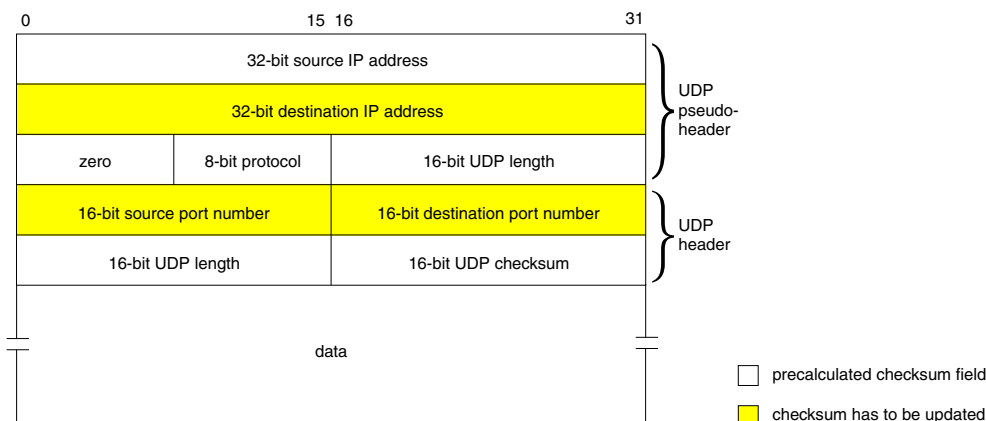 0 15 16 31
32-bit source IP address
32-bit destination IP address
zero 8-bit protocol 16-bit UDP length
UDP
pseudo-
header
16-bit source port number 16-bit destination port number
16-bit UDP length 16-bit UDP checksum
UDP
header
data
precalculated checksum field
checksum has to be updated